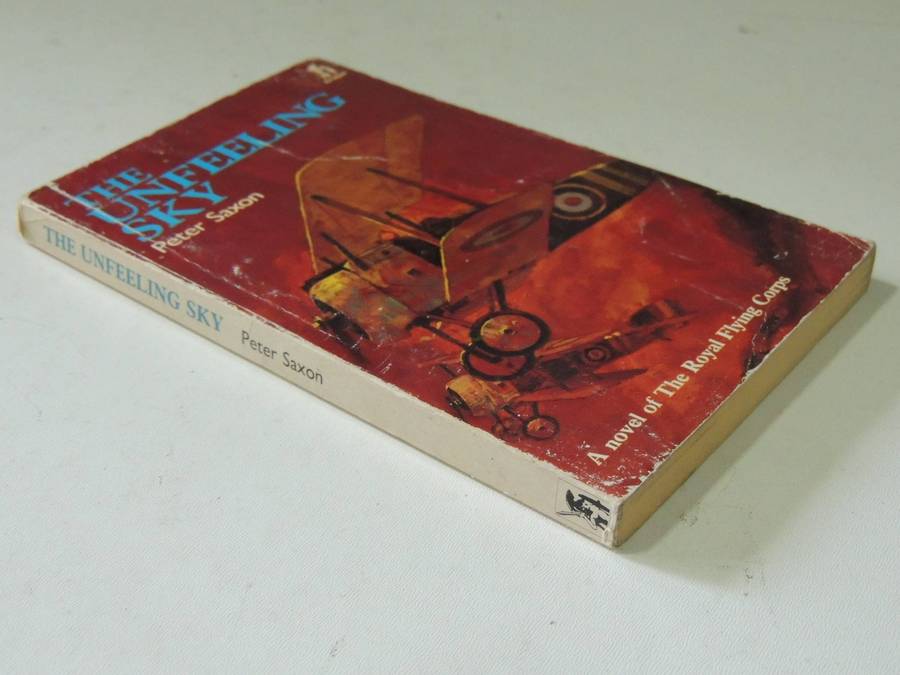 THE
UNFEELING
SKY
Peter Saxon
A novel of The Royal Flying Corps
THE UNFEELING SKY Peter Saxon